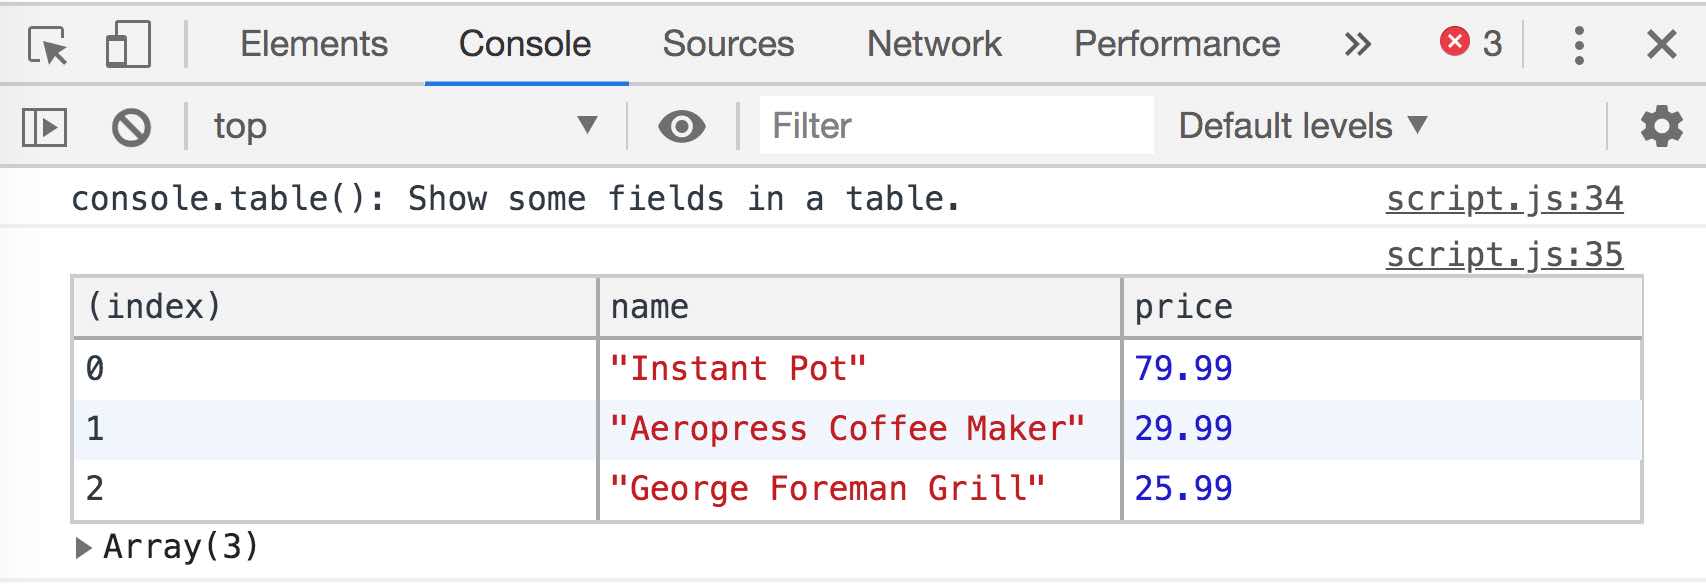 Elements Console Sources Network Performance » 3
top ▼ Filter Default levels ▼
console.table(): Show some fields in a table. script.js:34
script.js:35
(index) name price
0 "Instant Pot" 79.99
1 "Aeropress Coffee Maker" 29.99
2 "George Foreman Grill" 25.99
▶ Array(3)